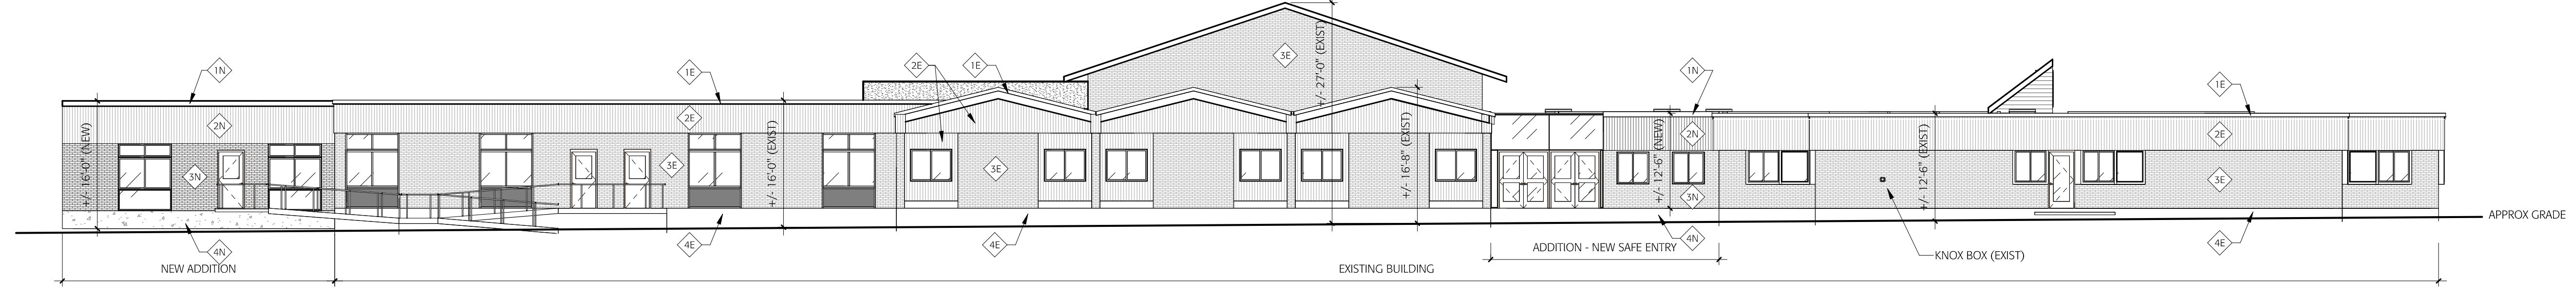 +/- 27'-0" (EXIST)
3E
1N
1E
2E
1E
1N
1E
2N
2E
2N
2E
+/- 16'-0" (NEW)
3N
3E
+/- 16'-0" (EXIST)
3E
+/- 16'-8" (EXIST)
+/- 12'-6" (NEW)
3N
+/- 12'-6" (EXIST)
3E
APPROX GRADE
4N
4E
4E
ADDITION - NEW SAFE ENTRY
4N
4E
KNOX BOX (EXIST)
NEW ADDITION
EXISTING BUILDING